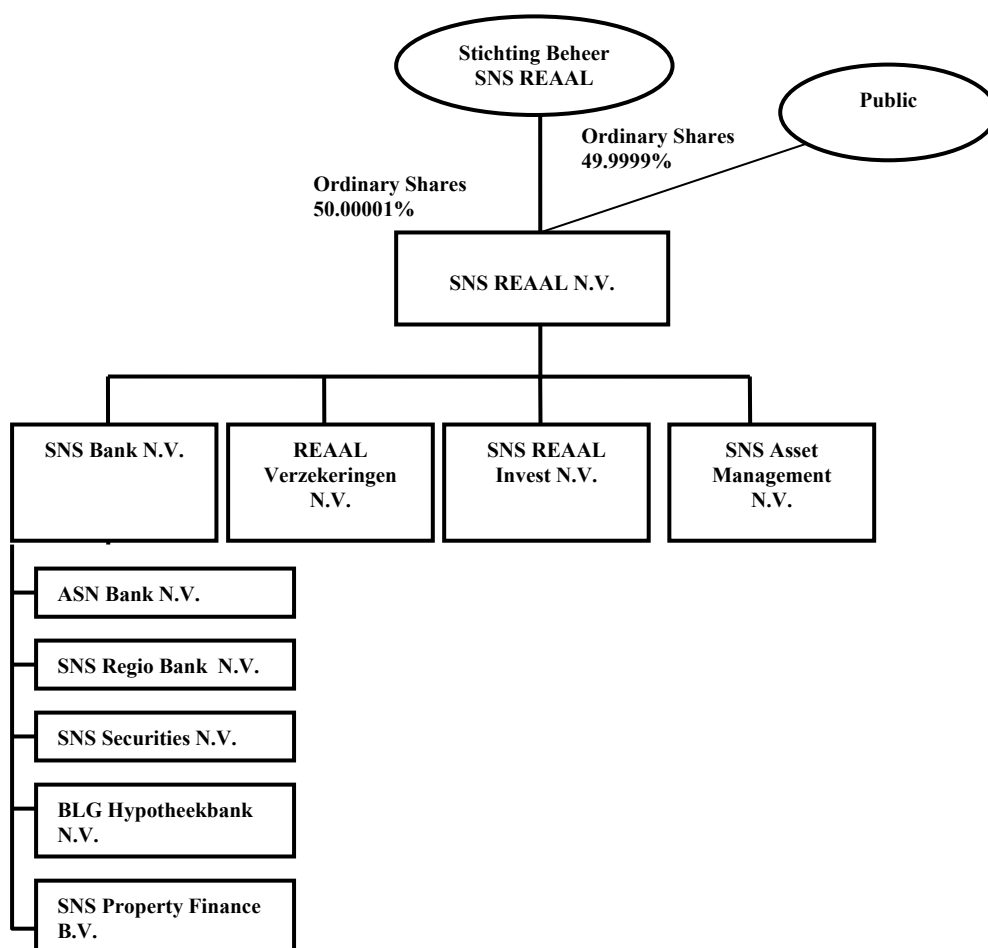 Stichting Beheer
SNS REAAL
Public
Ordinary Shares
49.9999%
Ordinary Shares
50.00001%
SNS REAAL N.V.
SNS Bank N.V.
REAAL
Verzekeringen
N.V.
SNS REAAL
Invest N.V.
SNS Asset
Management
N.V.
ASN Bank N.V.
SNS Regio Bank N.V.
SNS Securities N.V.
BLG Hypotheekbank
N.V.
SNS Property Finance
B.V.